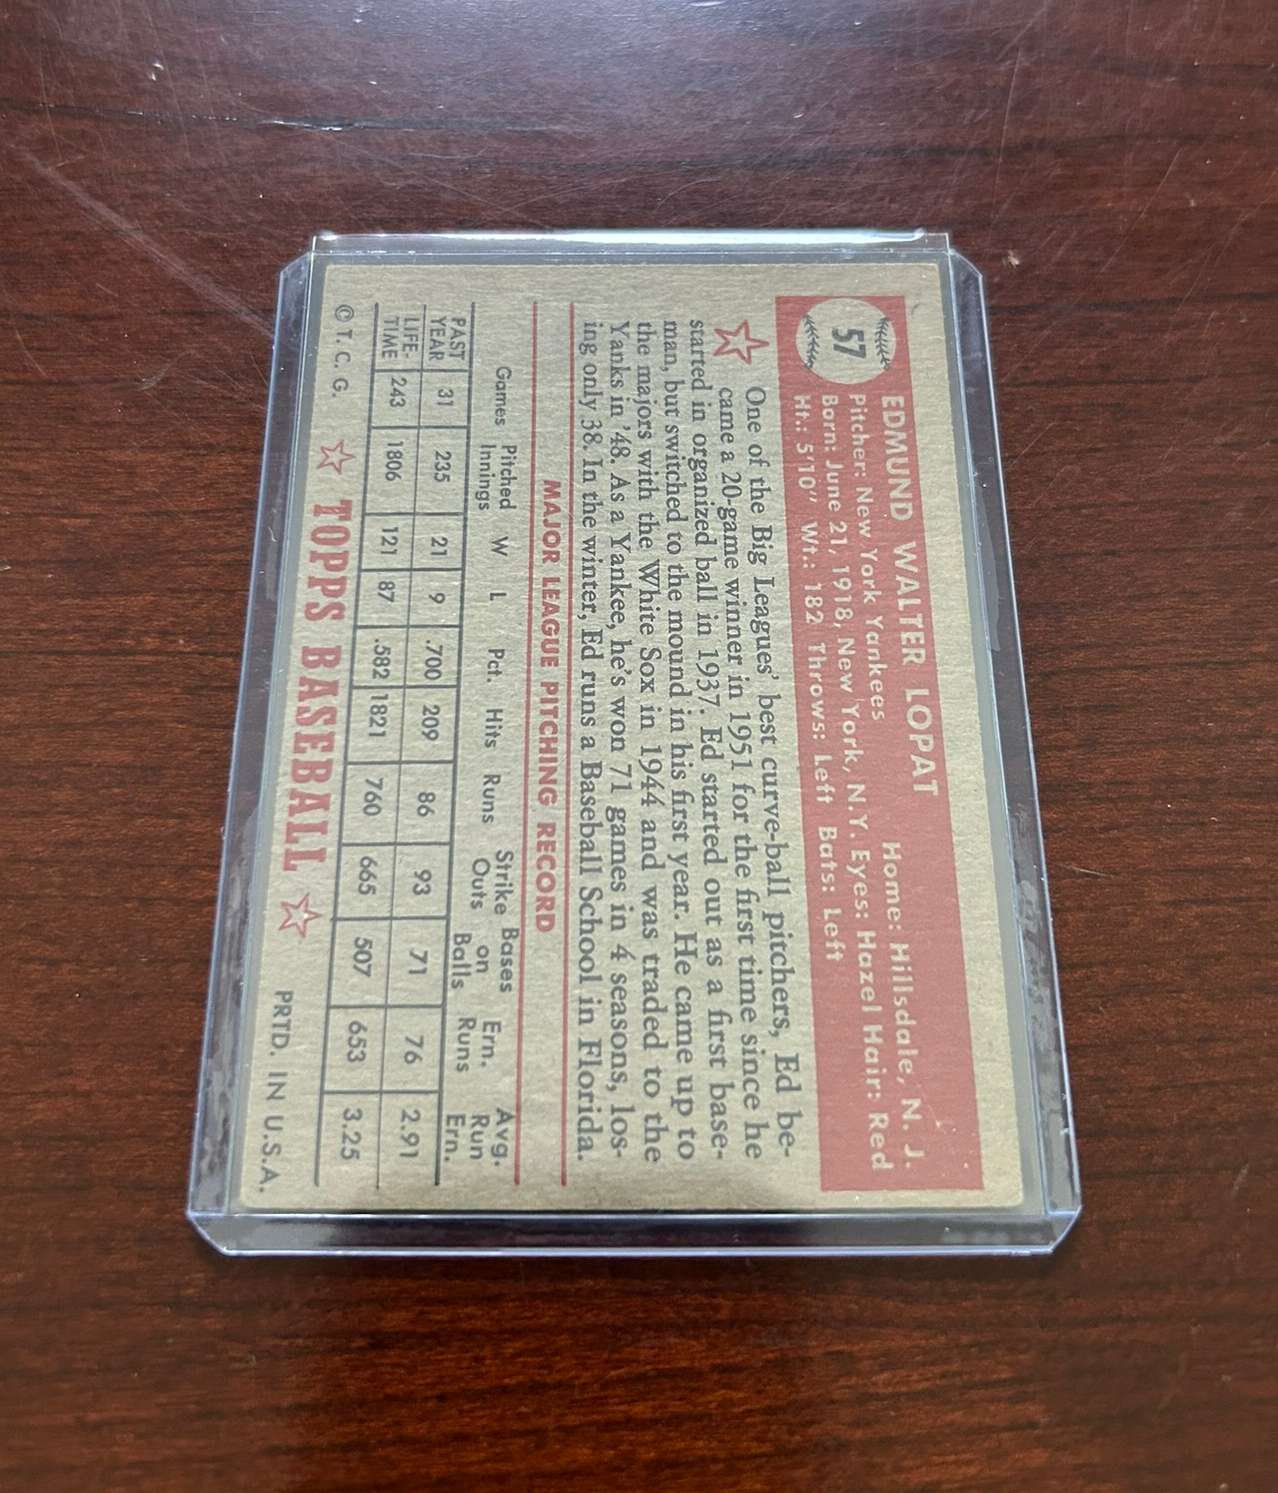 57
EDMUND WALTER LOPAT
Home: Hillsdale, N. J.
Pitcher: New York Yankees
Born: June 21, 1918, New York, N.Y. Eyes: Hazel Hair: Red
Ht.: 5'10" Wt.: 182 Throws: Left Bats: Left
One of the Big Leagues' best curve-ball pitchers, Ed be-
came a 20-game winner in 1951 for the first time since he
started in organized ball in 1937. Ed started out as a first base-
man, but switched to the mound in his first year. He came up to
the majors with the White Sox in 1944 and was traded to the
Yanks in '48. As a Yankee, he's won 71 games in 4 seasons, los-
ing only 38. In the winter, Ed runs a Baseball School in Florida.
MAJOR LEAGUE PITCHING RECORD
Games Pitched Innings W L Pct. Hits Runs Strike Outs Bases on Balls Ern. Runs Avg. Run Ern.
PAST YEAR 31 235 21 9 .700 209 86 93 71 76 2.91
LIFE-TIME 243 1806 121 87 .582 1821 760 665 507 653 3.25
© T. C. G. TOPPS BASEBALL PRTD. IN U.S.A.